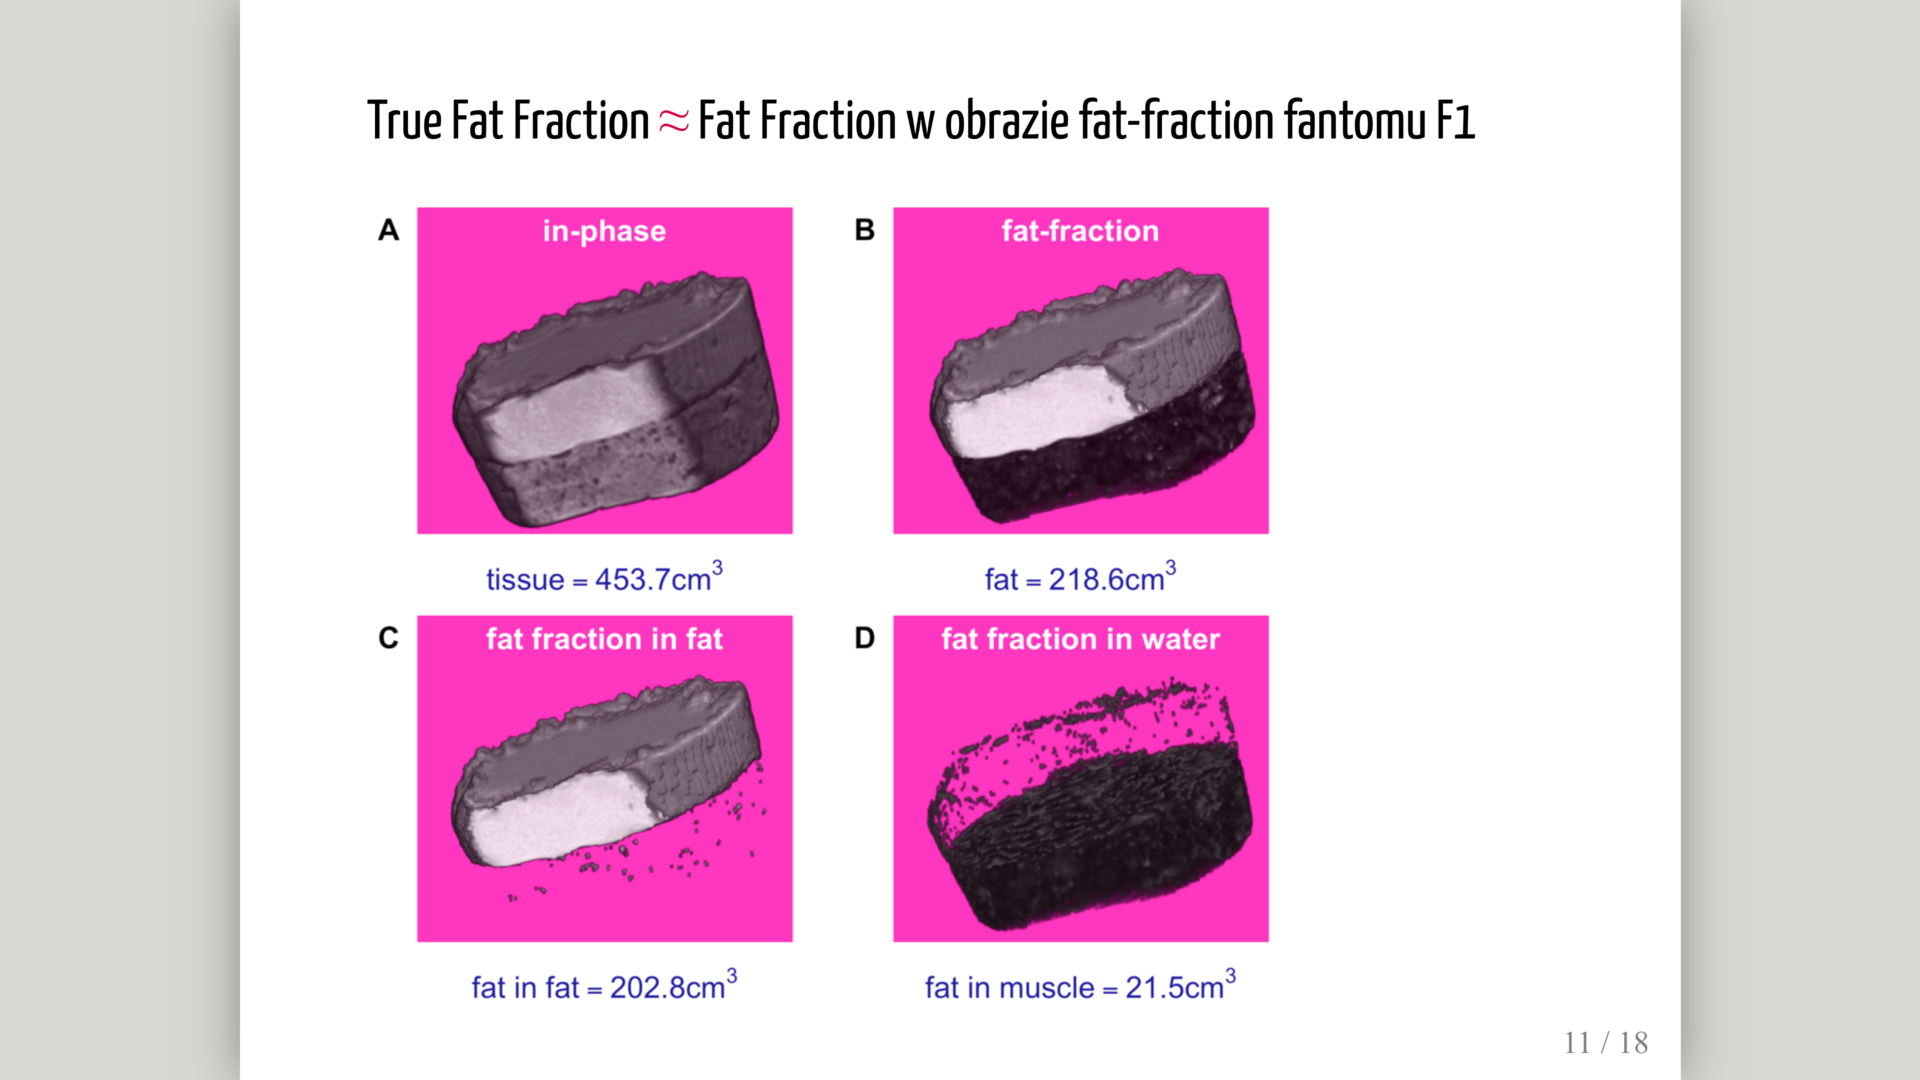 True Fat Fraction ≈ Fat Fraction w obrazie fat-fraction fantomu F1
A
in-phase
B
fat-fraction
tissue = 453.7cm³
fat = 218.6cm³
C
fat fraction in fat
D
fat fraction in water
fat in fat = 202.8cm³
fat in muscle = 21.5cm³
11 / 18